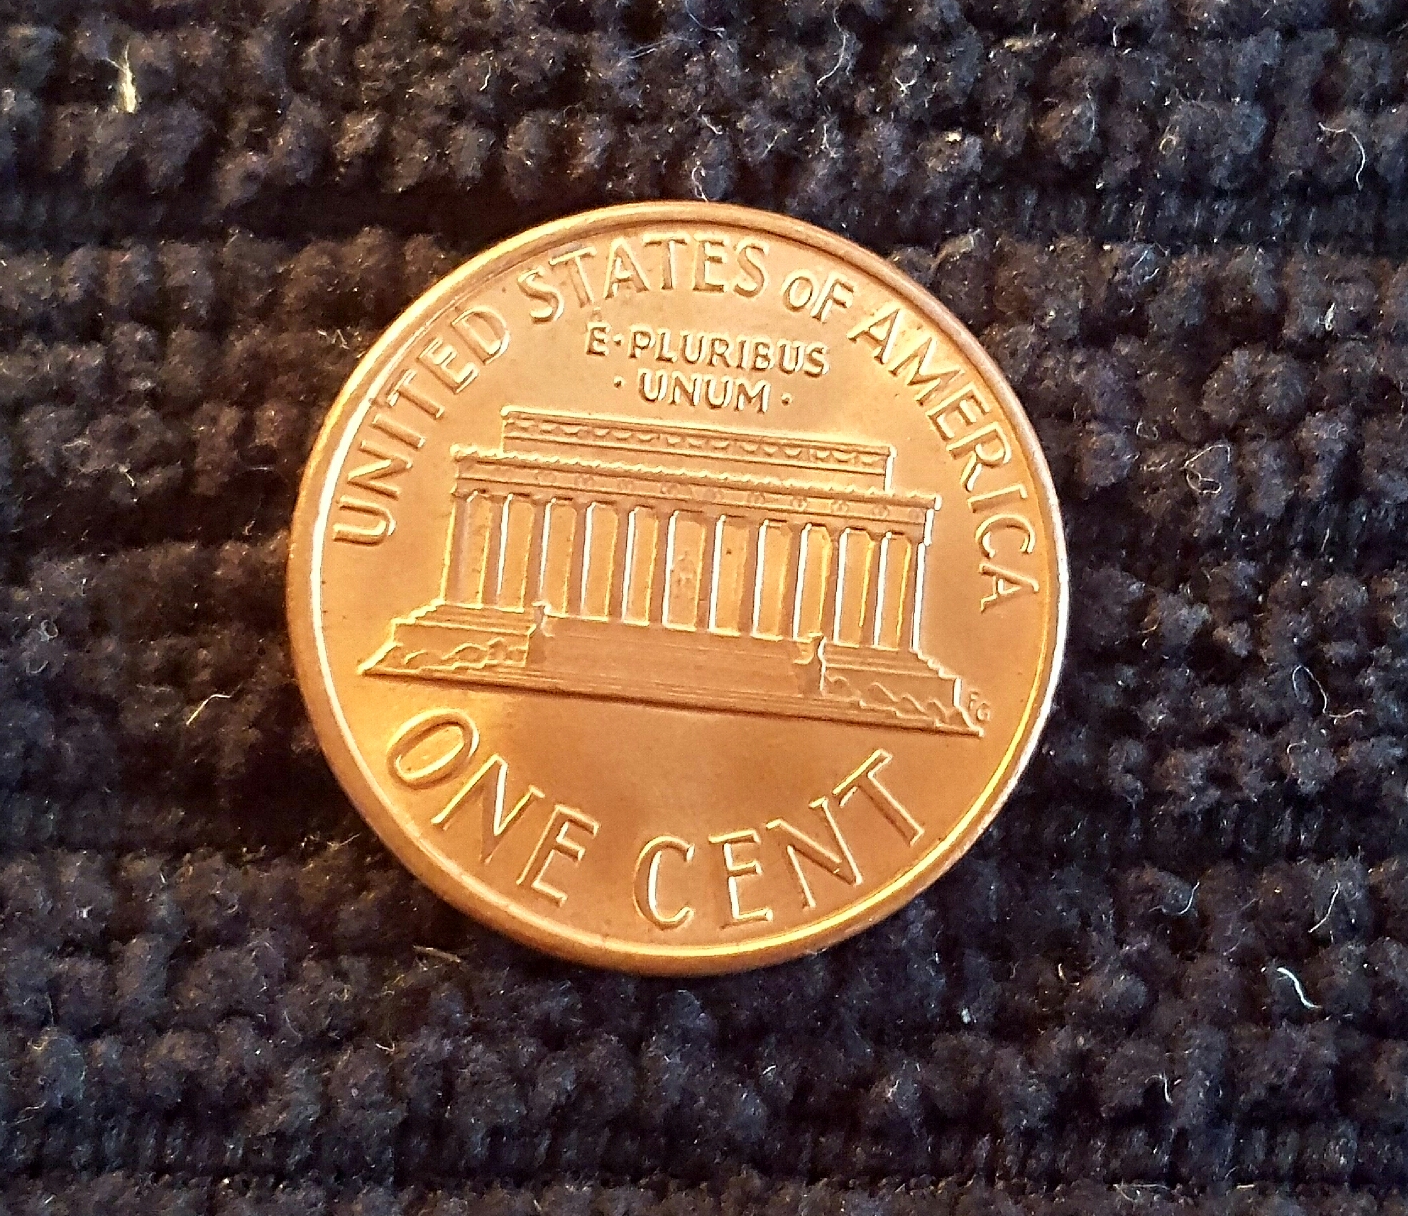 UNITED STATES oF AMERICA
E·PLURIBUS
·UNUM·
FG
ONE CENT